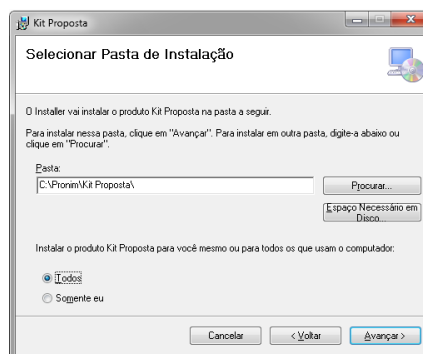 Kit Proposta
Selecionar Pasta de Instalação
O Installer vai instalar o produto Kit Proposta na pasta a seguir.
Para instalar nessa pasta, clique em "Avançar". Para instalar em outra pasta, digite-a abaixo ou
clique em "Procurar".
Pasta:
C:\Pronim\Kit Proposta\
Procurar...
Espaço Necessário em
Disco...
Instalar o produto Kit Proposta para você mesmo ou para todos os que usam o computador:
Todos
Somente eu
Cancelar
< Voltar
Avançar >